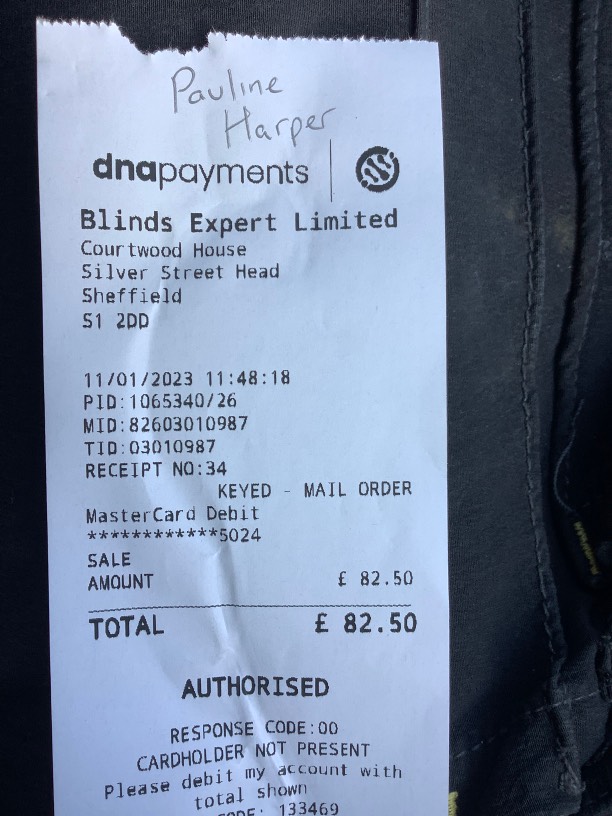 Pauline
Harper
dnapayments
Blinds Expert Limited
Courtwood House
Silver Street Head
Sheffield
S1 2DD
11/01/2023 11:48:18
PID:1065340/26
MID:82603010987
TID:03010987
RECEIPT NO:34
KEYED - MAIL ORDER
MasterCard Debit
************5024
SALE
AMOUNT £ 82.50
TOTAL £ 82.50
AUTHORISED
RESPONSE CODE:00
CARDHOLDER NOT PRESENT
Please debit my account with
total shown
CODE: 133469